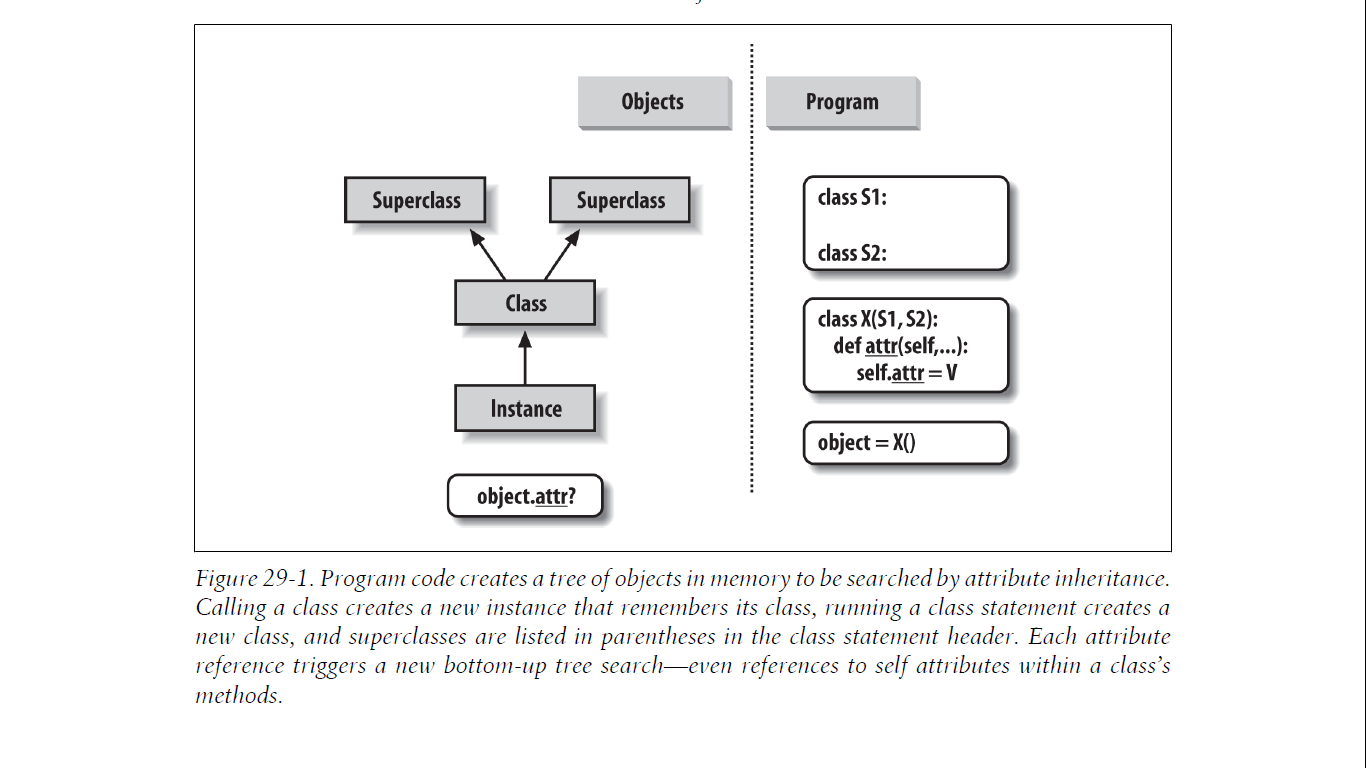 Objects
Program
Superclass
Superclass
Class
Instance
object.attr?
class S1:
class S2:
class X(S1, S2):
def attr(self,...):
self.attr = V
object = X()
Figure 29-1. Program code creates a tree of objects in memory to be searched by attribute inheritance.
Calling a class creates a new instance that remembers its class, running a class statement creates a
new class, and superclasses are listed in parentheses in the class statement header. Each attribute
reference triggers a new bottom-up tree search—even references to self attributes within a class’s
methods.